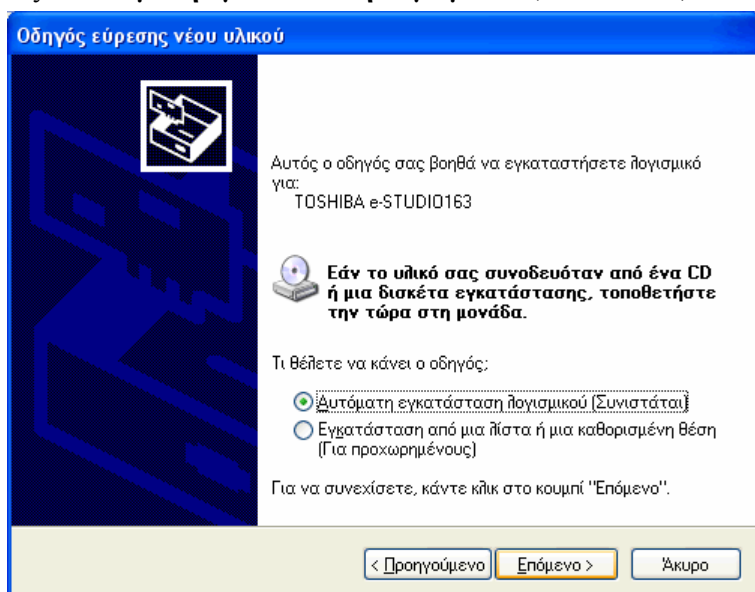 Οδηγός εύρεσης νέου υλικού
Αυτός ο οδηγός σας βοηθά να εγκαταστήσετε λογισμικό
για:
TOSHIBA e-STUDIO163
Εάν το υλικό σας συνοδευόταν από ένα CD
ή μια δισκέτα εγκατάστασης, τοποθετήστε
την τώρα στη μονάδα.
Τι θέλετε να κάνει ο οδηγός;
Αυτόματη εγκατάσταση λογισμικού (Συνιστάται)
Εγκατάσταση από μια λίστα ή μια καθορισμένη θέση
(Για προχωρημένους)
Για να συνεχίσετε, κάντε κλικ στο κουμπί "Επόμενο".
< Προηγούμενο Επόμενο > Άκυρο